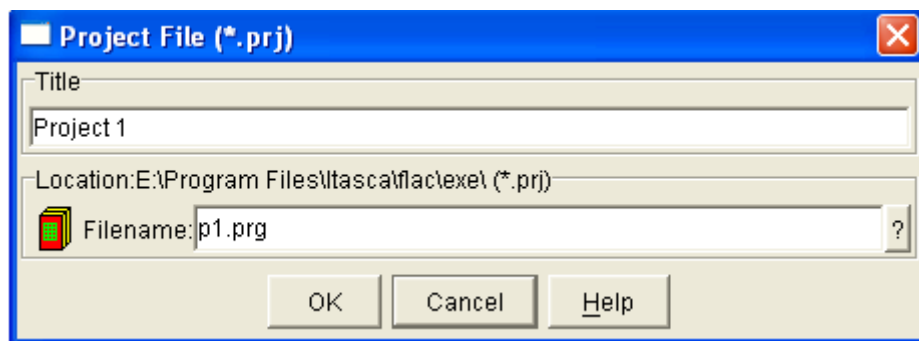 Project File (*.prj)
Title
Project 1
Location:E:\Program Files\Itasca\flac\exe\ (*.prj)
Filename: p1.prg ?
OK Cancel Help